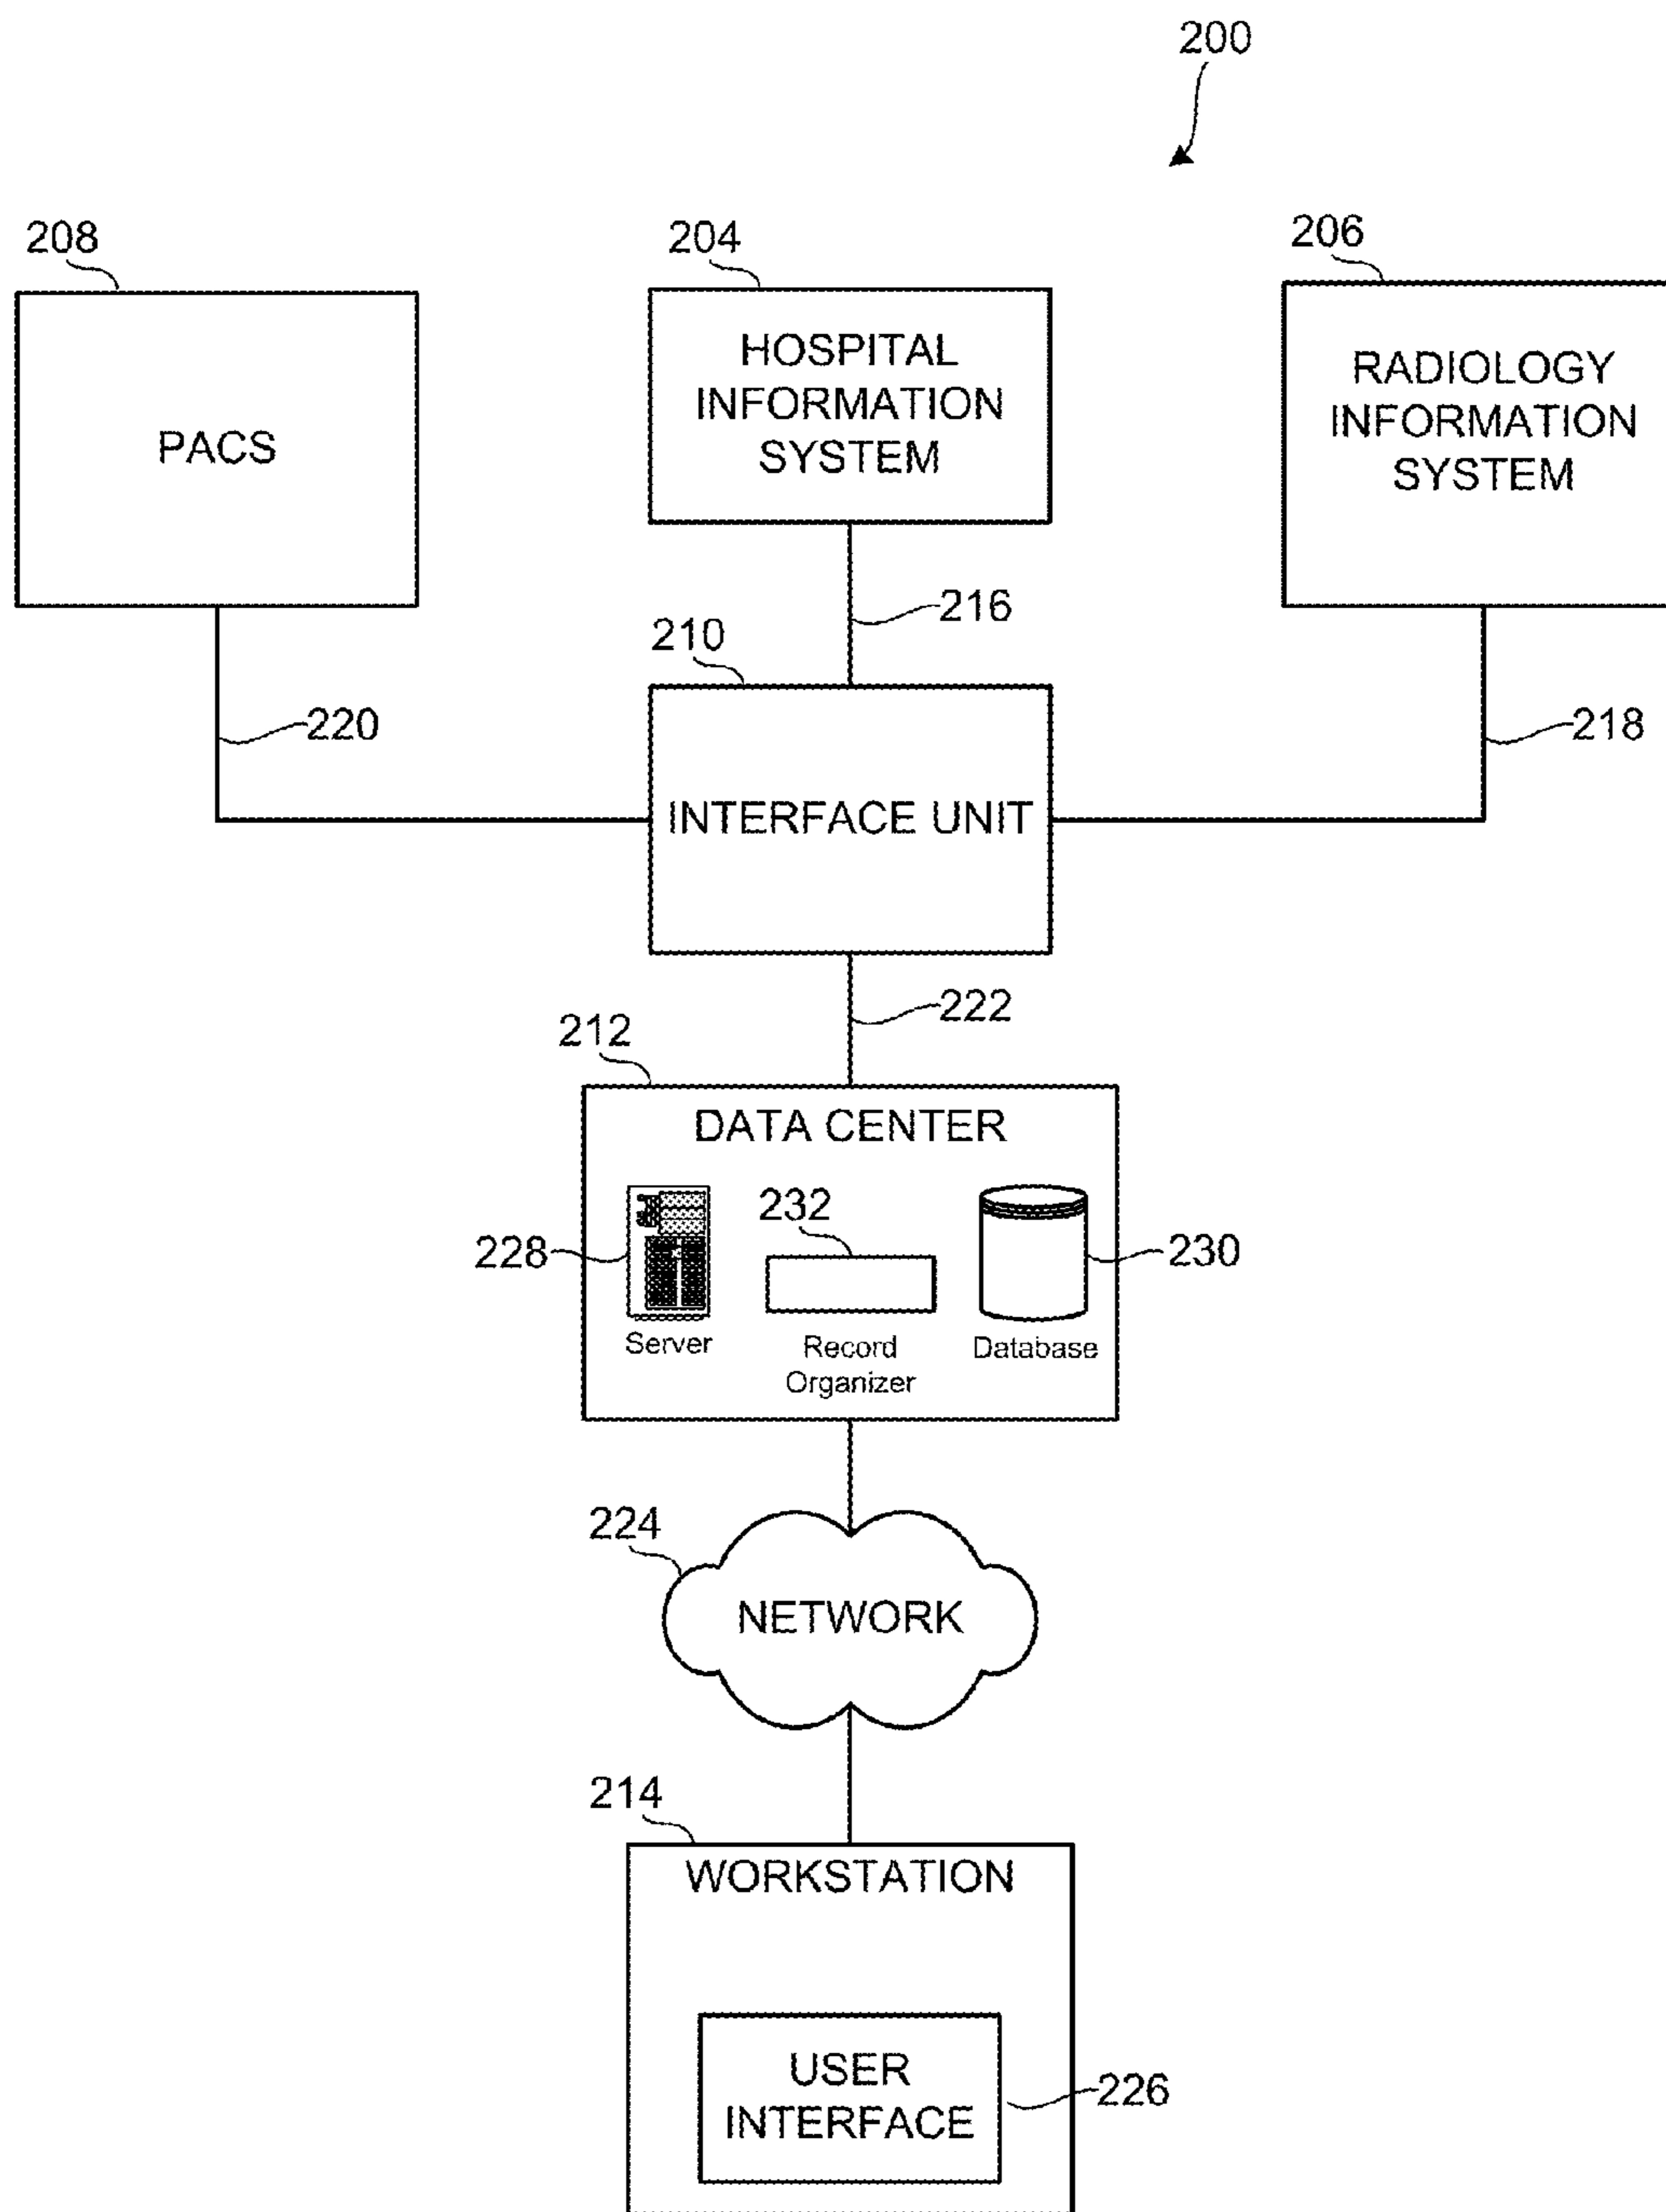 200
208
204
206
PACS
HOSPITAL
INFORMATION
SYSTEM
RADIOLOGY
INFORMATION
SYSTEM
216
210
220
218
INTERFACE UNIT
222
212
DATA CENTER
232
228
230
Server
Record
Organizer
Database
224
NETWORK
214
WORKSTATION
USER
INTERFACE
226